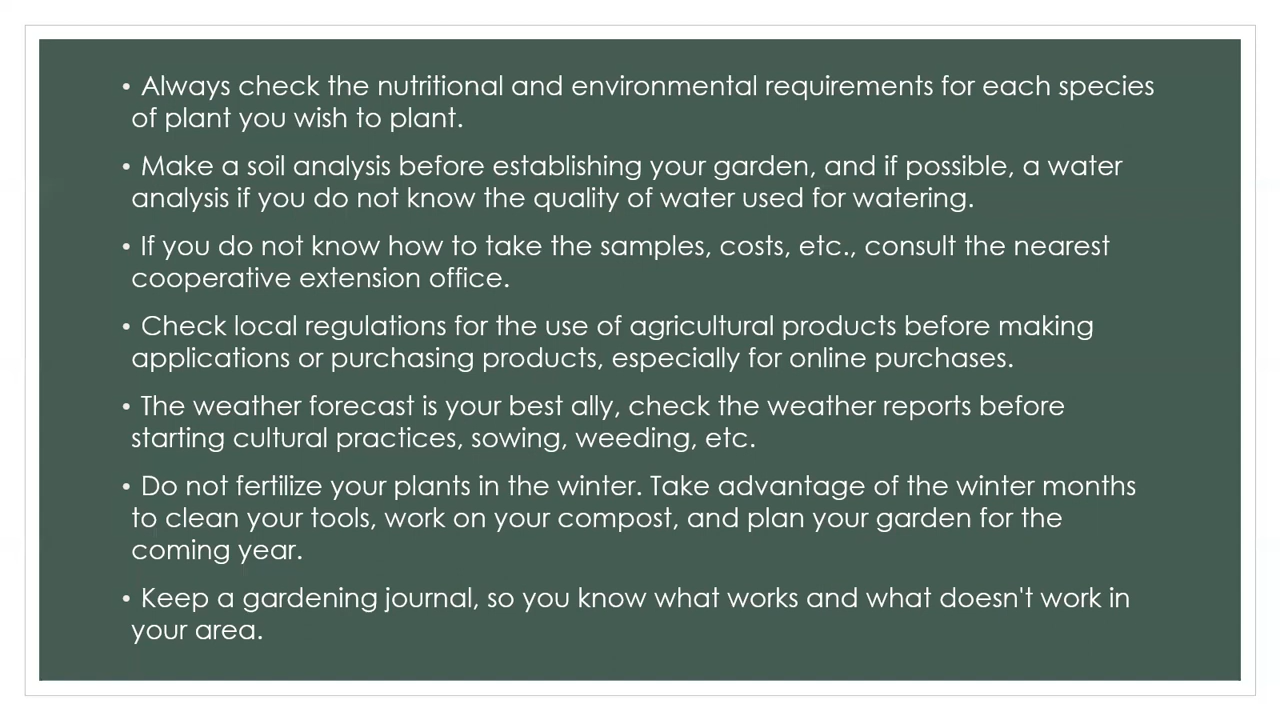 • Always check the nutritional and environmental requirements for each species
of plant you wish to plant.
• Make a soil analysis before establishing your garden, and if possible, a water
analysis if you do not know the quality of water used for watering.
• If you do not know how to take the samples, costs, etc., consult the nearest
cooperative extension office.
• Check local regulations for the use of agricultural products before making
applications or purchasing products, especially for online purchases.
• The weather forecast is your best ally, check the weather reports before
starting cultural practices, sowing, weeding, etc.
• Do not fertilize your plants in the winter. Take advantage of the winter months
to clean your tools, work on your compost, and plan your garden for the
coming year.
• Keep a gardening journal, so you know what works and what doesn't work in
your area.